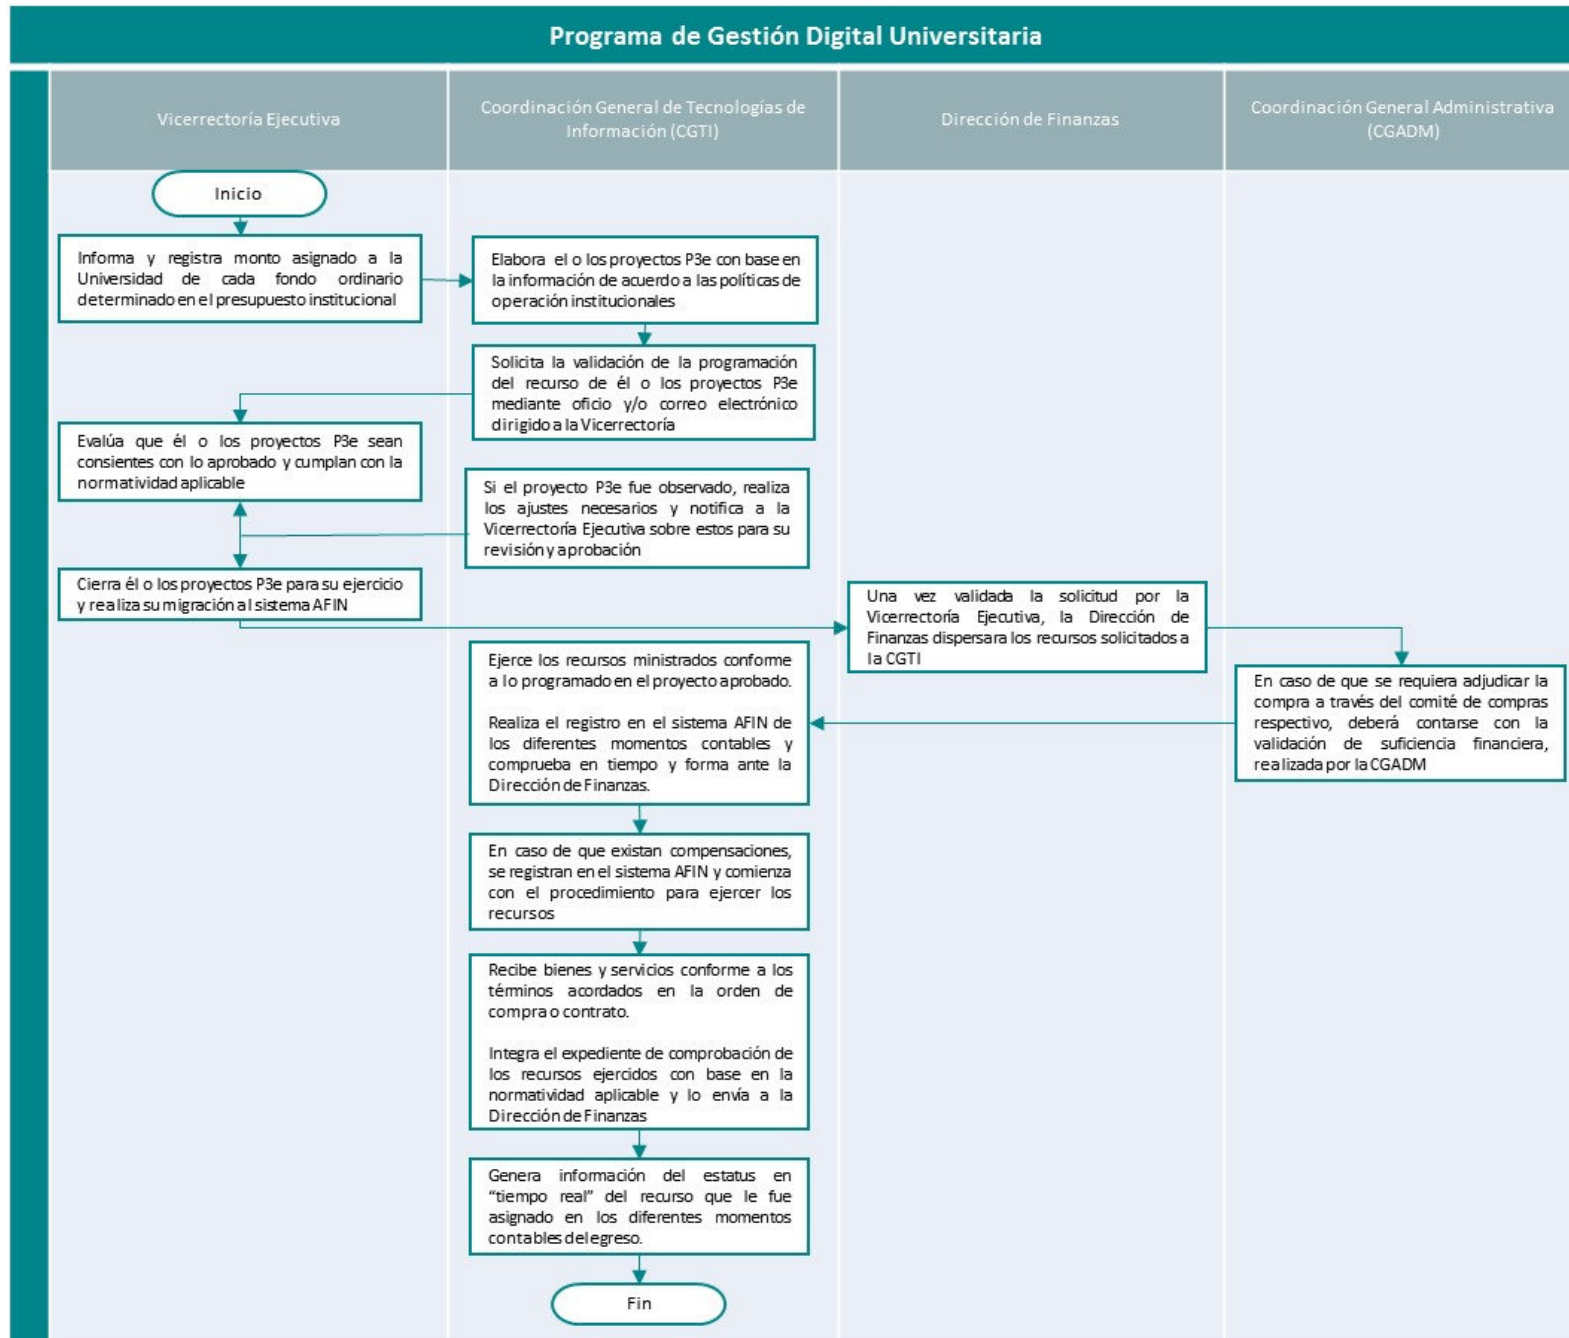 Programa de Gestión Digital Universitaria
Vicerrectoría Ejecutiva
Coordinación General de Tecnologías de
Información (CGTI)
Dirección de Finanzas
Coordinación General Administrativa
(CGADM)
Inicio
Informa y registra monto asignado a la
Universidad de cada fondo ordinario
determinado en el presupuesto institucional
Elabora el o los proyectos P3e con base en
la información de acuerdo a las políticas de
operación institucionales
Solicita la validación de la programación
del recurso de él o los proyectos P3e
mediante oficio y/o correo electrónico
dirigido a la Vicerrectoría
Evalúa que él o los proyectos P3e sean
consientes con lo aprobado y cumplan con la
normatividad aplicable
Si el proyecto P3e fue observado, realiza
los ajustes necesarios y notifica a la
Vicerrectoría Ejecutiva sobre estos para su
revisión y aprobación
Cierra él o los proyectos P3e para su ejercicio
y realiza su migración al sistema AFIN
Una vez validada la solicitud por la
Vicerrectoría Ejecutiva, la Dirección de
Finanzas dispersara los recursos solicitados a
la CGTI
En caso de que se requiera adjudicar la
compra a través del comité de compras
respectivo, deberá contarse con la
validación de suficiencia financiera,
realizada por la CGADM
Ejerce los recursos ministrados conforme
a lo programado en el proyecto aprobado.
Realiza el registro en el sistema AFIN de
los diferentes momentos contables y
comprueba en tiempo y forma ante la
Dirección de Finanzas.
En caso de que existan compensaciones,
se registran en el sistema AFIN y comienza
con el procedimiento para ejercer los
recursos
Recibe bienes y servicios conforme a los
términos acordados en la orden de
compra o contrato.
Integra el expediente de comprobación de
los recursos ejercidos con base en la
normatividad aplicable y lo envía a la
Dirección de Finanzas
Genera información del estatus en
“tiempo real” del recurso que le fue
asignado en los diferentes momentos
contables del egreso.
Fin